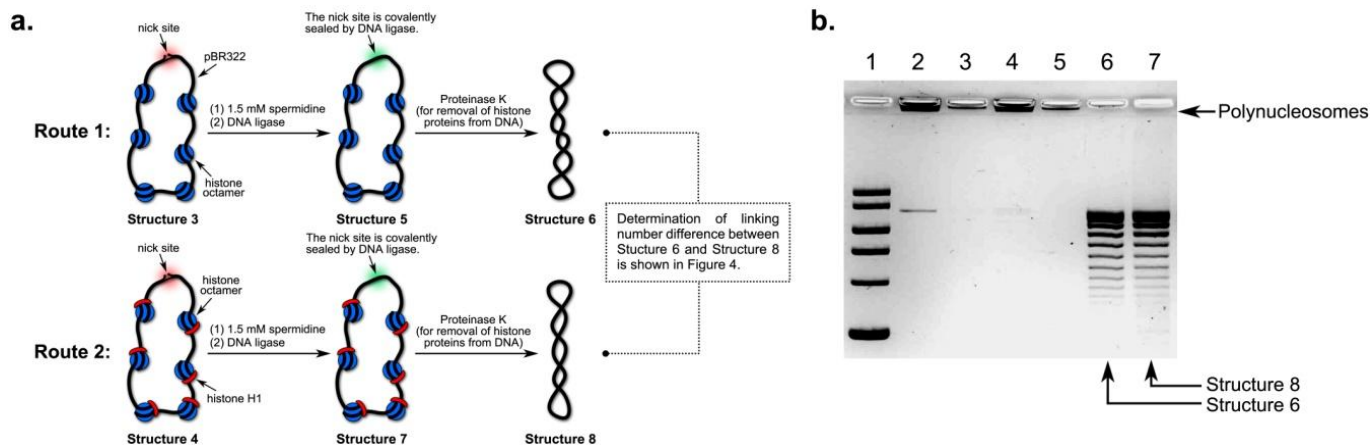 a.
nick site
pBR322
Route 1:
(1) 1.5 mM spermidine
(2) DNA ligase
histone
octamer
Structure 3
The nick site is covalently
sealed by DNA ligase.
Proteinase K
(for removal of histone
proteins from DNA)
Structure 5
Structure 6
Determination of linking
number difference between
Stucture 6 and Structure 8
is shown in Figure 4.
nick site
histone
octamer
Route 2:
(1) 1.5 mM spermidine
(2) DNA ligase
histone H1
Structure 4
The nick site is covalently
sealed by DNA ligase.
Proteinase K
(for removal of histone
proteins from DNA)
Structure 7
Structure 8
b.
1 2 3 4 5 6 7
Polynucleosomes
Structure 8
Structure 6